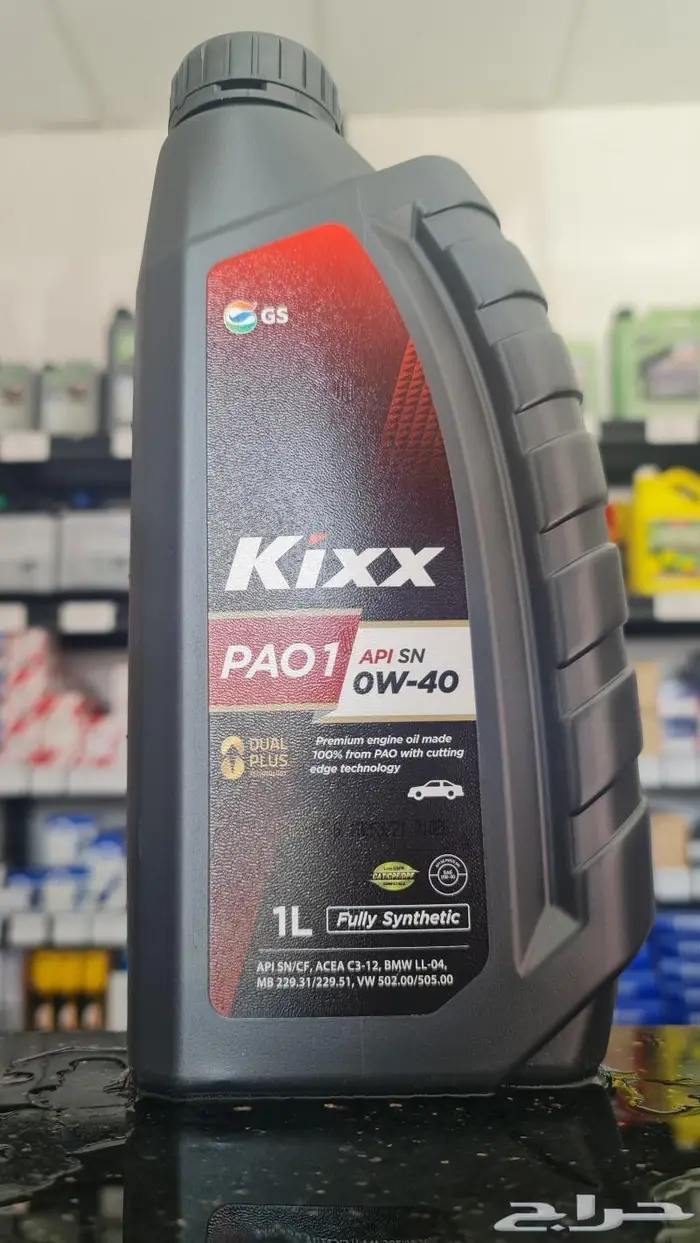 GS
Kixx
PAO1
API SN
0W-40
DUAL
PLUS
TECHNOLOGY
Premium engine oil made
100% from PAO with cutting
edge technology
1L
Fully Synthetic
API SN/CF, ACEA C3-12, BMW LL-04,
MB 229.31/229.51, VW 502.00/505.00
حراج